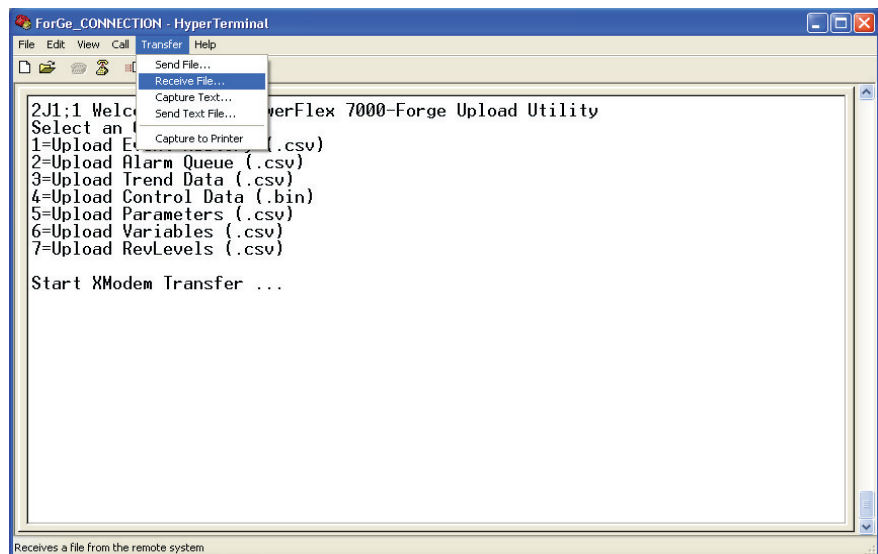 ForGe_CONNECTION - HyperTerminal
File Edit View Call Transfer Help
Send File...
Receive File...
Capture Text...
Send Text File...
Capture to Printer
2J1;1 Welc verFlex 7000-Forge Upload Utility
Select an
1=Upload E (.csv)
2=Upload Alarm Queue (.csv)
3=Upload Trend Data (.csv)
4=Upload Control Data (.bin)
5=Upload Parameters (.csv)
6=Upload Variables (.csv)
7=Upload RevLevels (.csv)
Start XModem Transfer ...
Receives a file from the remote system